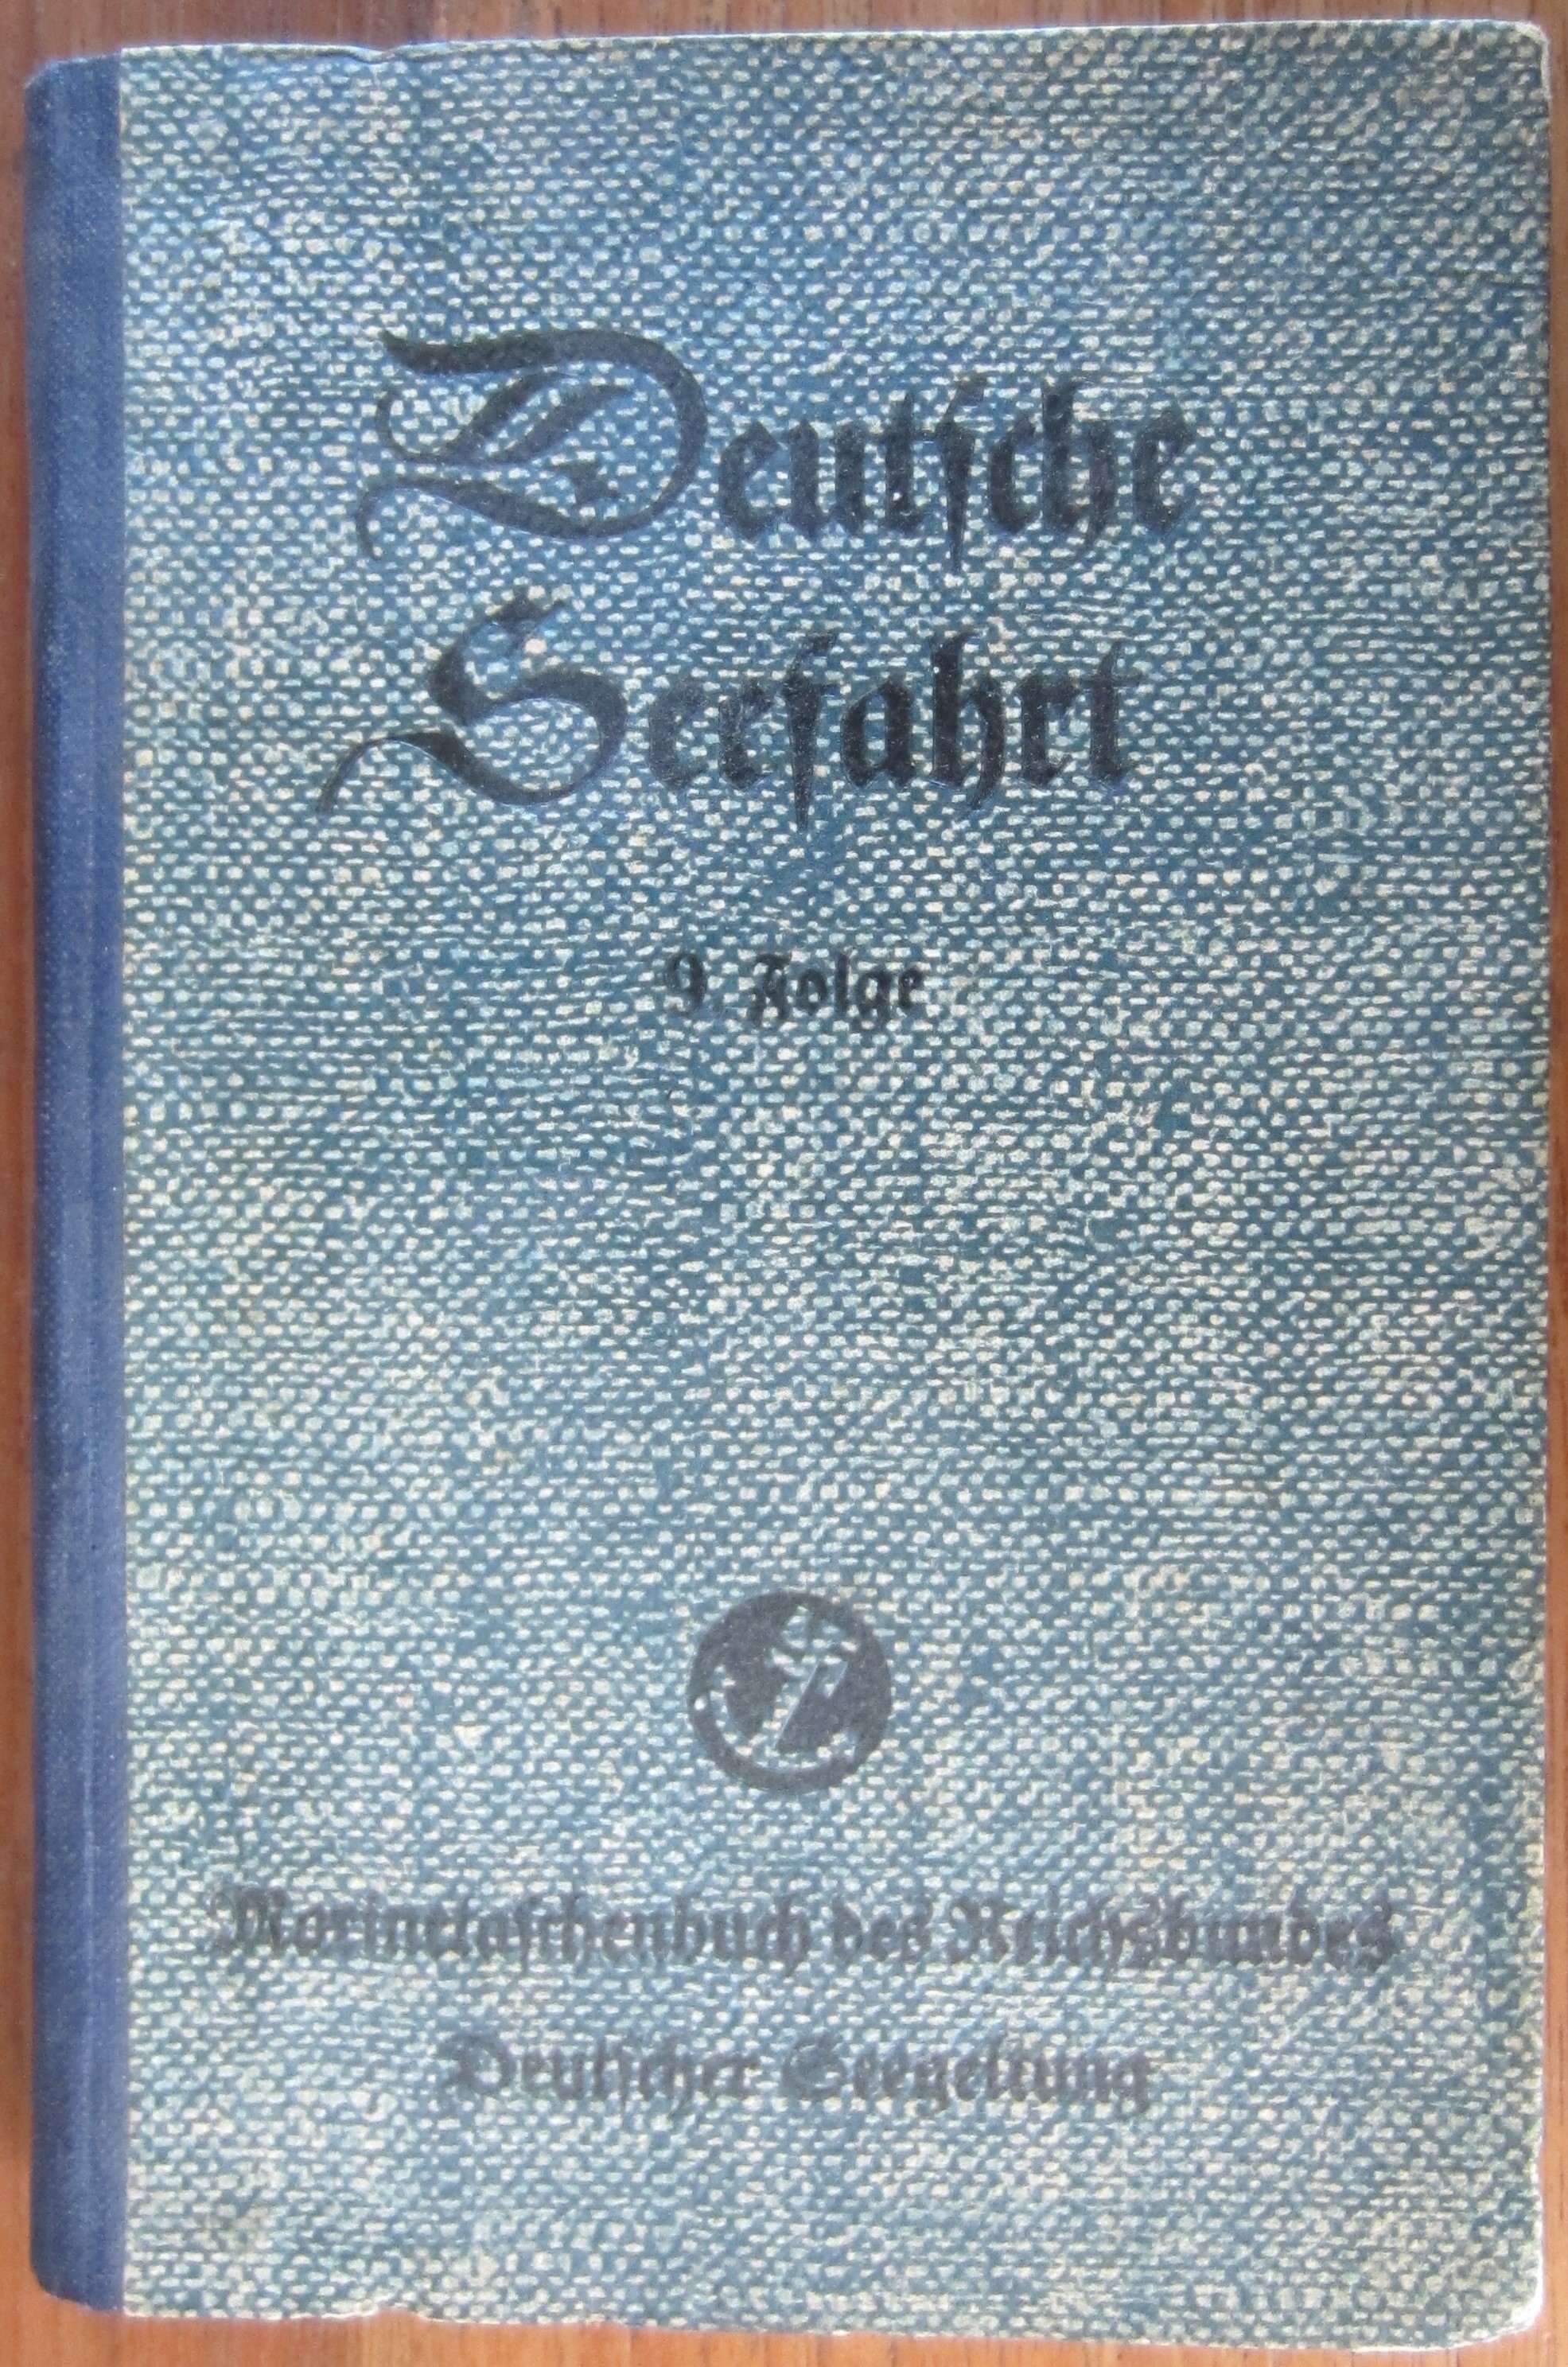 Deutsche
Seefahrt
9. Folge
Marinetaschenbuch des Reichsbundes
Deutscher Seegeltung